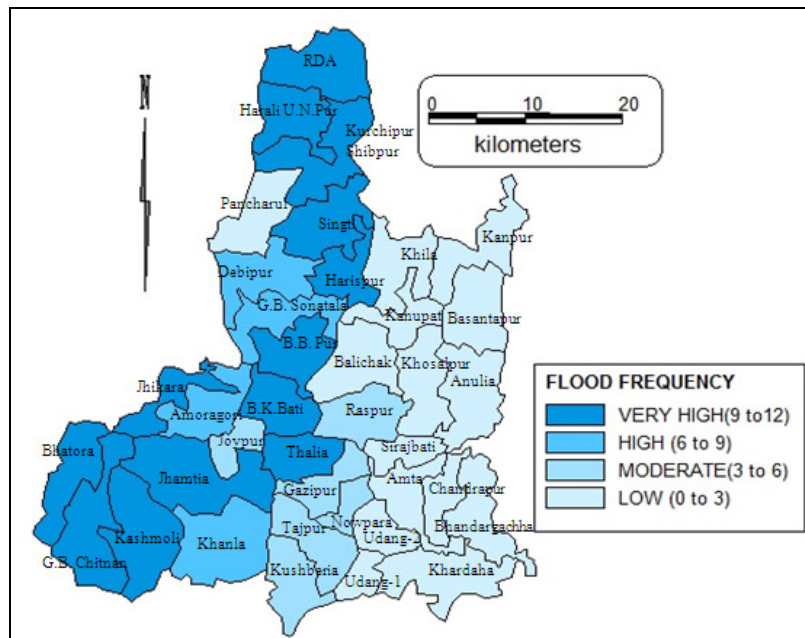 RDA
N
Harali U.N.Pur
0 10 20
Kurchipur
kilometers
Shibpur
Pancharul
Singti
Kanpur
Khila
Debipur
Harispur
G.B. Sonatala
Kanupat
Basantapur
B.B. Pur
Balichak
Khosalpur
Anulia
FLOOD FREQUENCY
Jhikara
VERY HIGH(9 to12)
Amoragori
B.K.Bati
Raspur
HIGH (6 to 9)
Jovpur
Bhatora
Thalia
Sirajbati
MODERATE(3 to 6)
Jhamtia
Amta
Chandrapur
LOW (0 to 3)
Gazipur
Tajpur
Nowpara
Bhandargachha
Kashmoli
Khanla
Udang-2
G.B. Chitnan
Kushberia
Udang-1
Khardaha